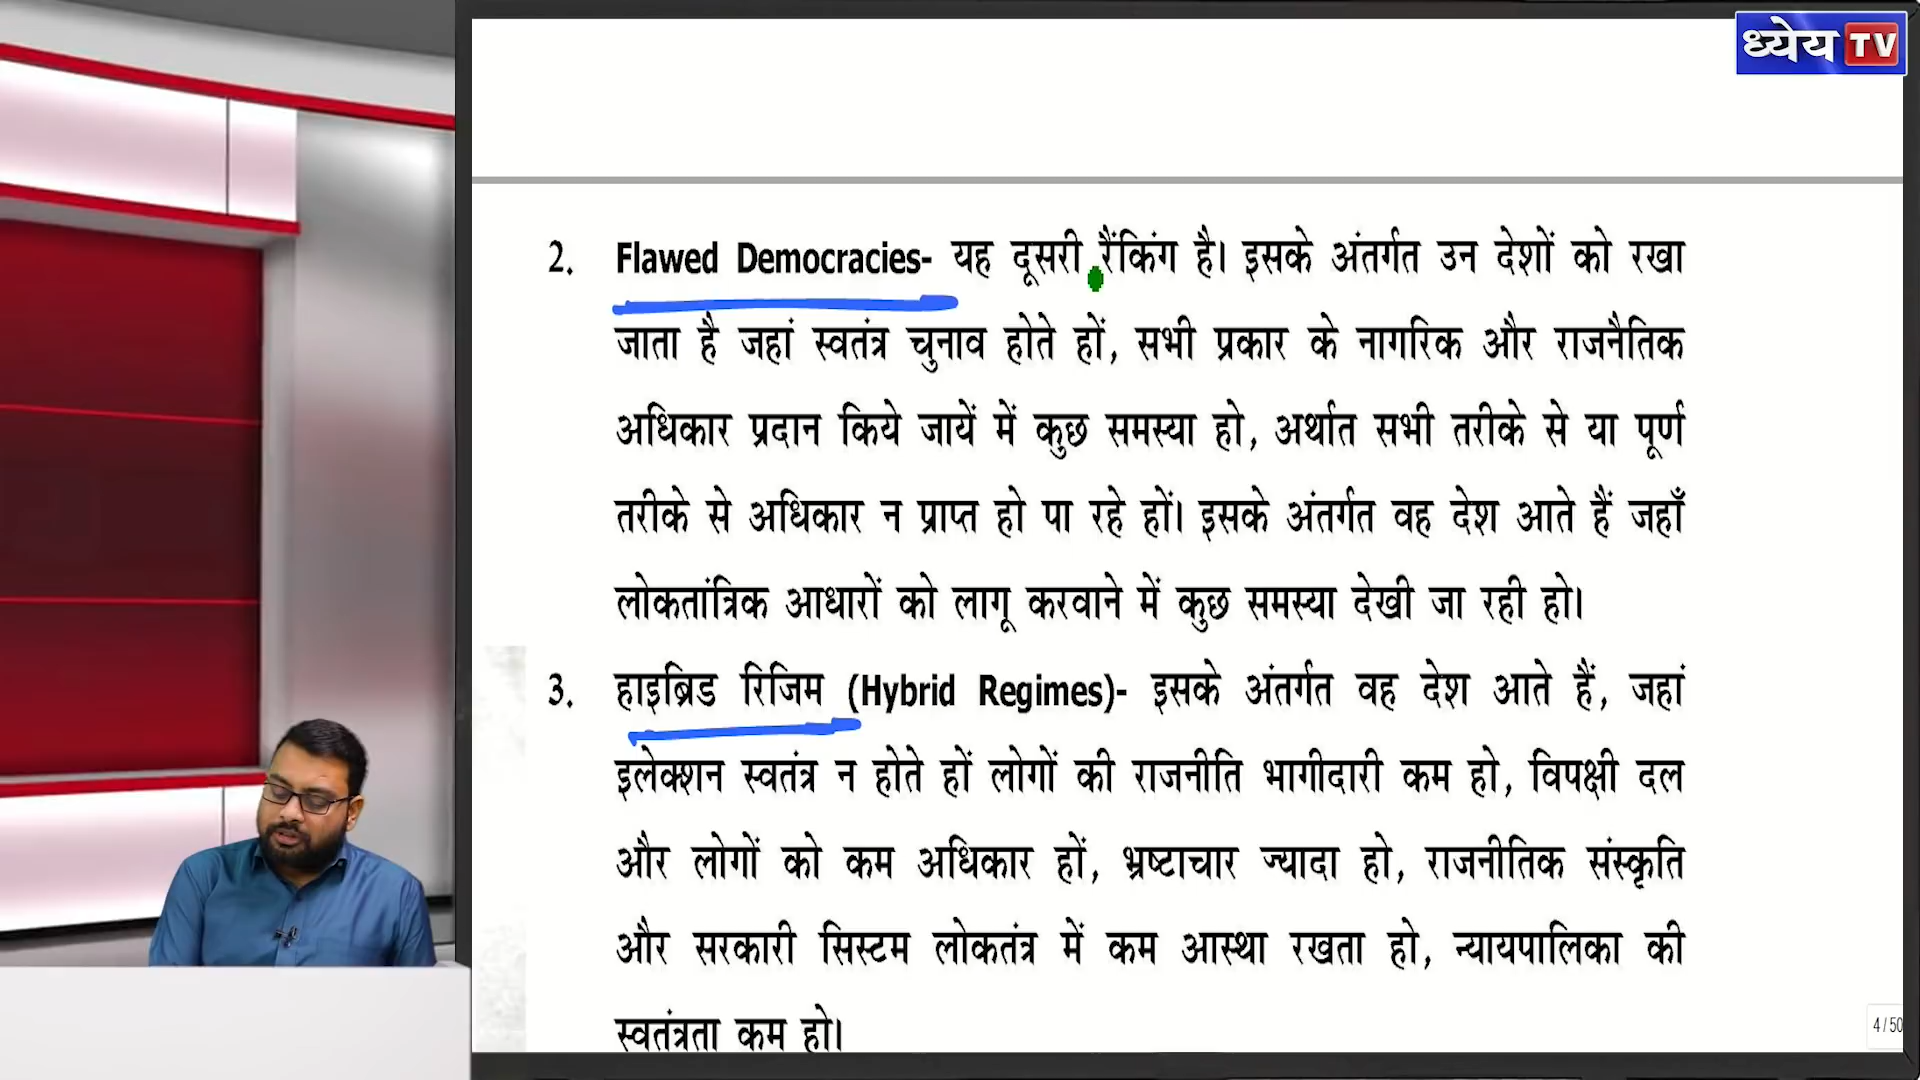 ध्येय TV
2. Flawed Democracies- यह दूसरी रैंकिंग है। इसके अंतर्गत उन देशों को रखा
जाता है जहां स्वतंत्र चुनाव होते हों, सभी प्रकार के नागरिक और राजनैतिक
अधिकार प्रदान किये जायें में कुछ समस्या हो, अर्थात सभी तरीके से या पूर्ण
तरीके से अधिकार न प्राप्त हो पा रहे हों। इसके अंतर्गत वह देश आते हैं जहाँ
लोकतांत्रिक आधारों को लागू करवाने में कुछ समस्या देखी जा रही हो।
3. हाइब्रिड रिजिम (Hybrid Regimes)- इसके अंतर्गत वह देश आते हैं, जहां
इलेक्शन स्वतंत्र न होते हों लोगों की राजनीति भागीदारी कम हो, विपक्षी दल
और लोगों को कम अधिकार हों, भ्रष्टाचार ज्यादा हो, राजनीतिक संस्कृति
और सरकारी सिस्टम लोकतंत्र में कम आस्था रखता हो, न्यायपालिका की
स्वतंत्रता कम हो।
4 / 50